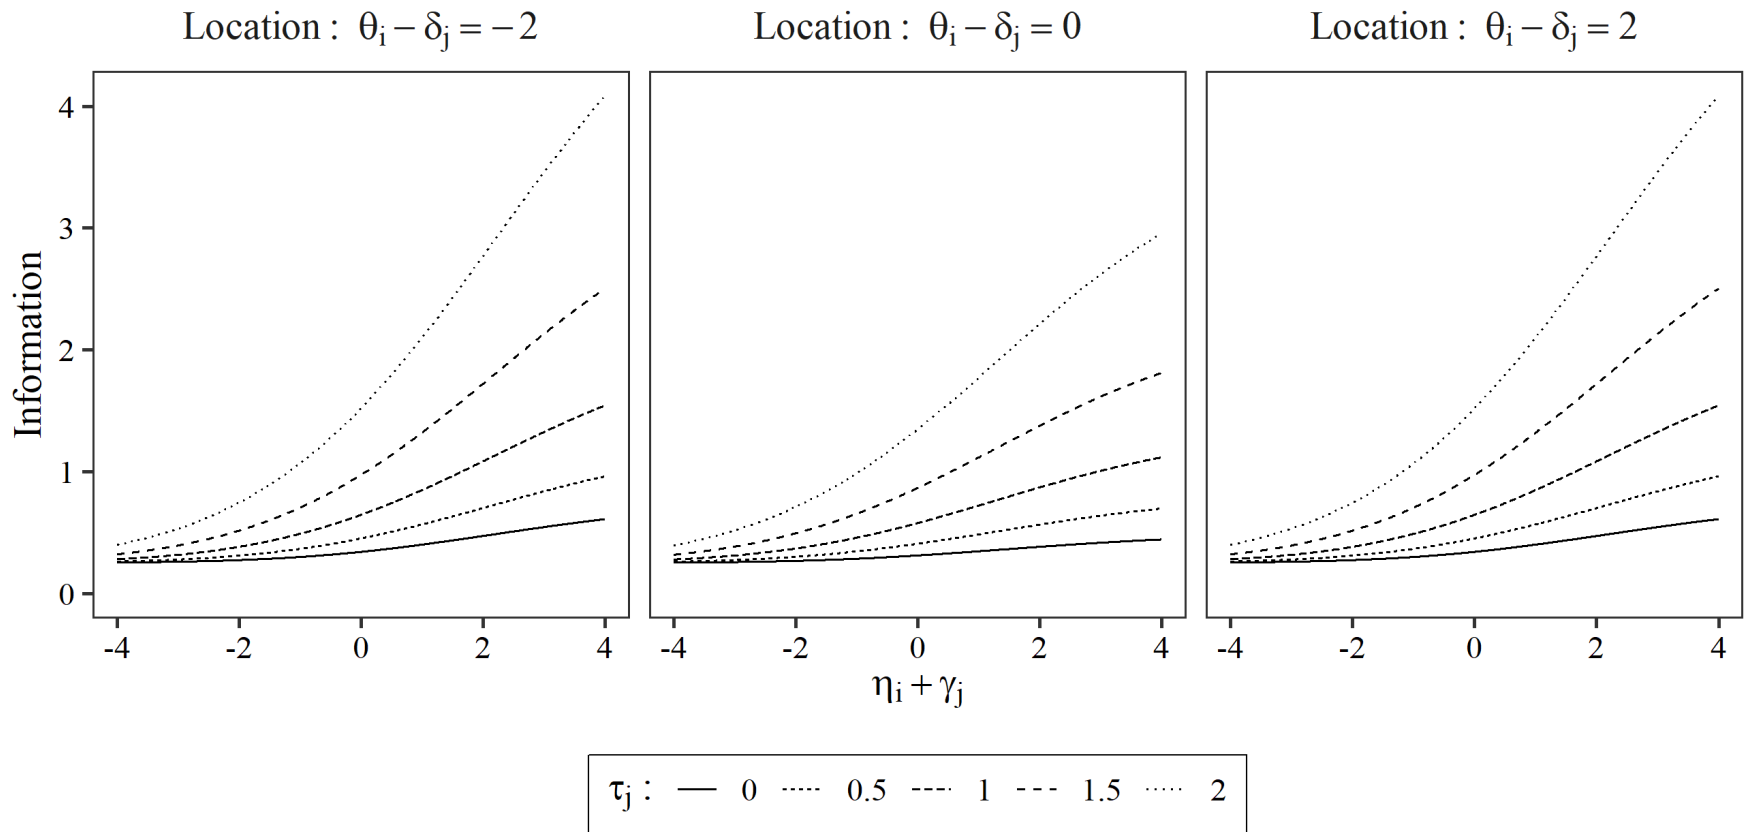 Location : θi − δj = −2
Location : θi − δj = 0
Location : θi − δj = 2
Information
4
3
2
1
0
-4 -2 0 2 4
-4 -2 0 2 4
-4 -2 0 2 4
ηi + γj
τj : 0 0.5 1 1.5 2